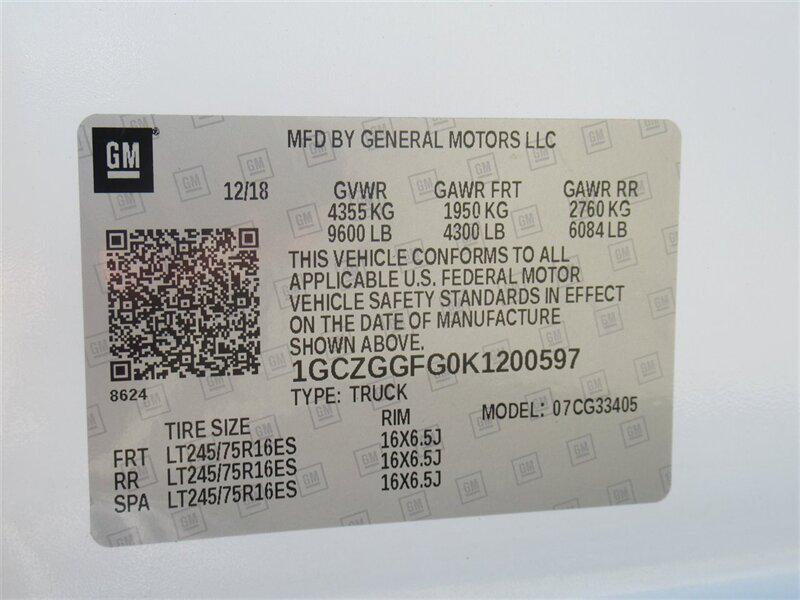 GM
MFD BY GENERAL MOTORS LLC
12/18 GVWR GAWR FRT GAWR RR
4355 KG 1950 KG 2760 KG
9600 LB 4300 LB 6084 LB
THIS VEHICLE CONFORMS TO ALL
APPLICABLE U.S. FEDERAL MOTOR
VEHICLE SAFETY STANDARDS IN EFFECT
ON THE DATE OF MANUFACTURE
SHOWN ABOVE.
1GCZGGFG0K1200597
8624
TYPE: TRUCK
MODEL: 07CG33405
TIRE SIZE RIM
FRT LT245/75R16ES 16X6.5J
RR LT245/75R16ES 16X6.5J
SPA LT245/75R16ES 16X6.5J